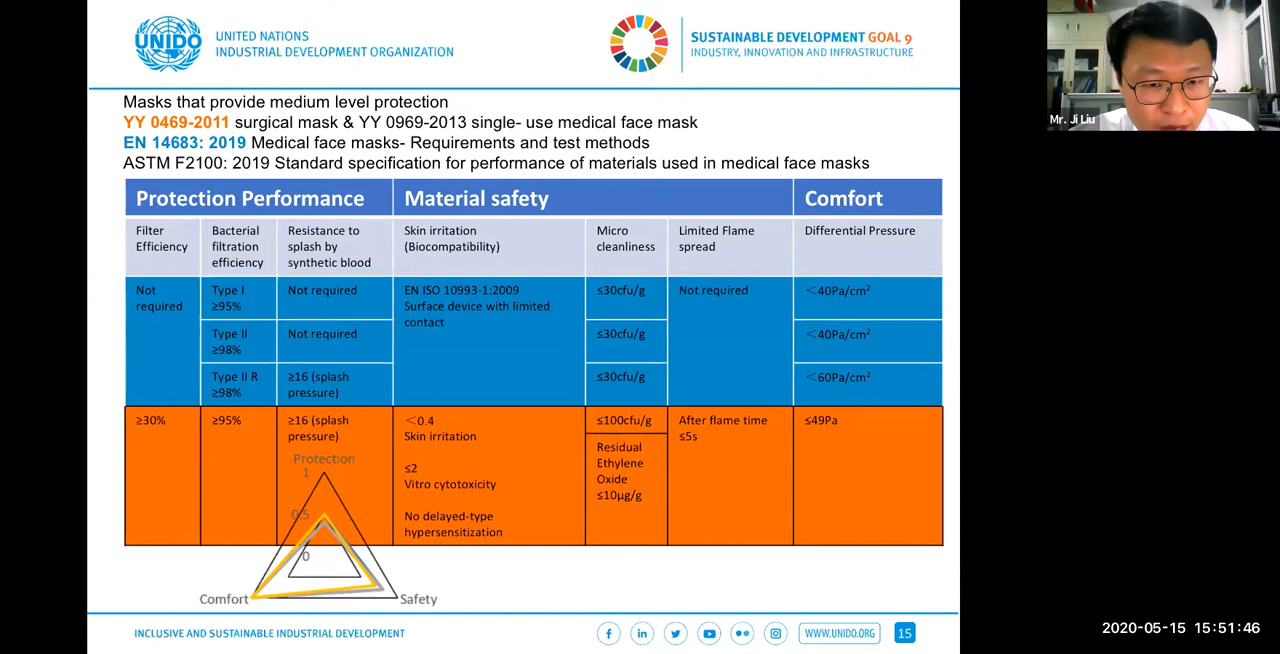 UNIDO
UNITED NATIONS
INDUSTRIAL DEVELOPMENT ORGANIZATION
SUSTAINABLE DEVELOPMENT GOAL 9
INDUSTRY, INNOVATION AND INFRASTRUCTURE
Mr. Ji Liu
Masks that provide medium level protection
YY 0469-2011 surgical mask & YY 0969-2013 single- use medical face mask
EN 14683: 2019 Medical face masks- Requirements and test methods
ASTM F2100: 2019 Standard specification for performance of materials used in medical face masks
Protection Performance Material safety Comfort
Filter Efficiency
Bacterial filtration efficiency
Resistance to splash by synthetic blood
Skin irritation (Biocompatibility)
Micro cleanliness
Limited Flame spread
Differential Pressure
Not required
Type I ≥95%
Not required
EN ISO 10993-1:2009 Surface device with limited contact
≤30cfu/g
Not required
＜40Pa/cm²
Type II ≥98%
Not required
≤30cfu/g
＜40Pa/cm²
Type II R ≥98%
≥16 (splash pressure)
≤30cfu/g
＜60Pa/cm²
≥30%
≥95%
≥16 (splash pressure)
＜0.4
Skin irritation
≤2
Vitro cytotoxicity
No delayed-type hypersensitization
≤100cfu/g
Residual Ethylene Oxide ≤10μg/g
After flame time ≤5s
≤49Pa
Protection
1
0.5
0
Comfort
Safety
INCLUSIVE AND SUSTAINABLE INDUSTRIAL DEVELOPMENT
WWW.UNIDO.ORG
15
2020-05-15 15:51:46